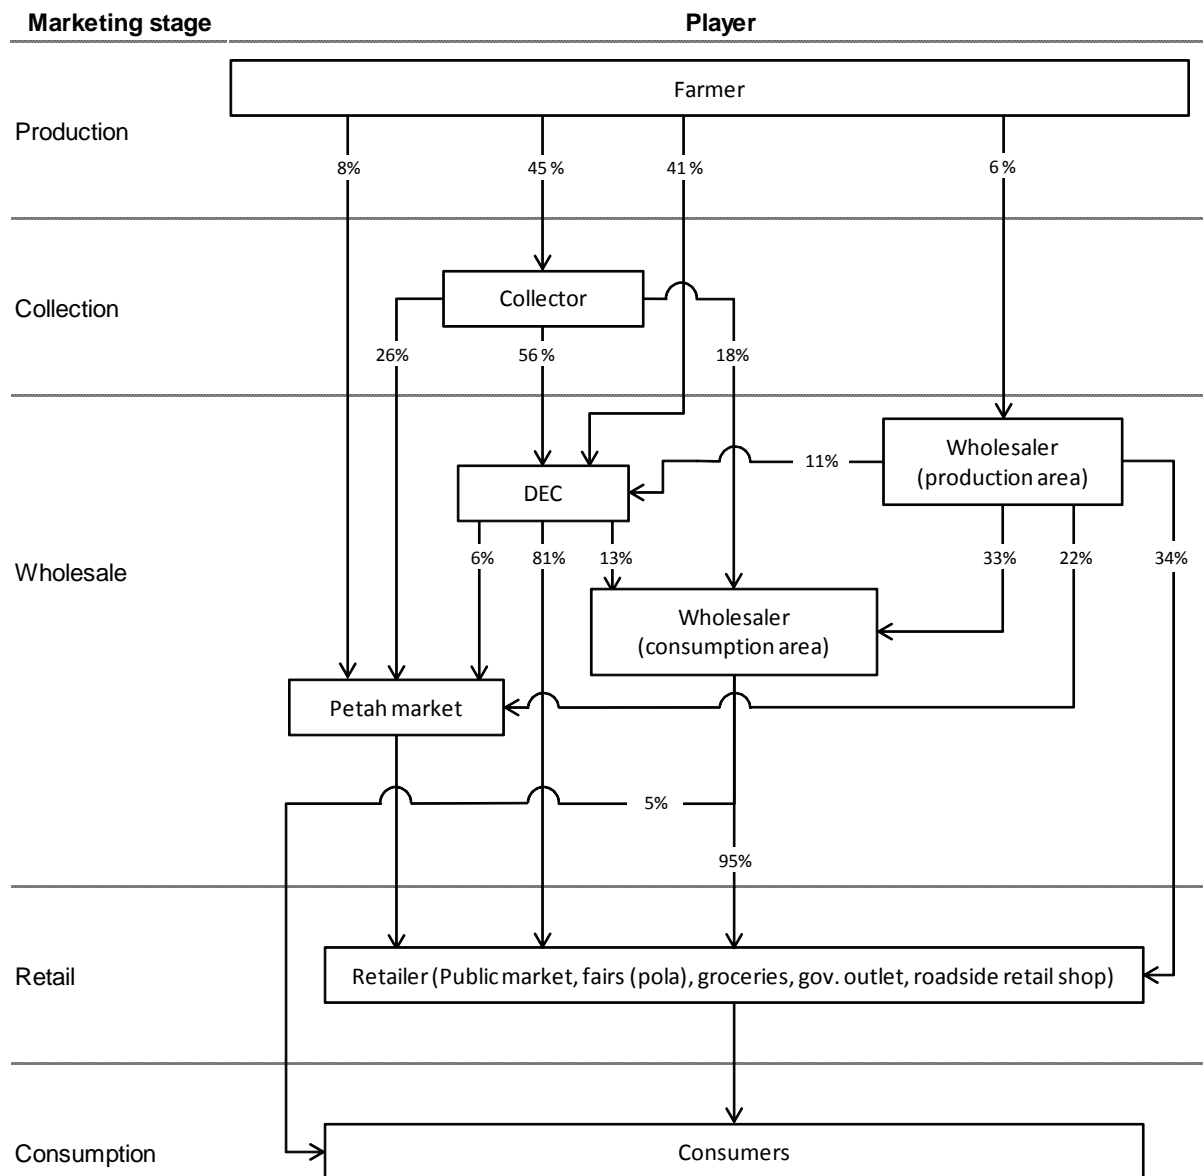 Marketing stage
Player
Farmer
Production
8%
45 %
41 %
6 %
Collector
Collection
26%
56 %
18%
Wholesaler
(production area)
11%
DEC
6%
81%
13%
33%
22%
34%
Wholesale
Wholesaler
(consumption area)
Petah market
5%
95%
Retail
Retailer (Public market, fairs (pola), groceries, gov. outlet, roadside retail shop)
Consumption
Consumers